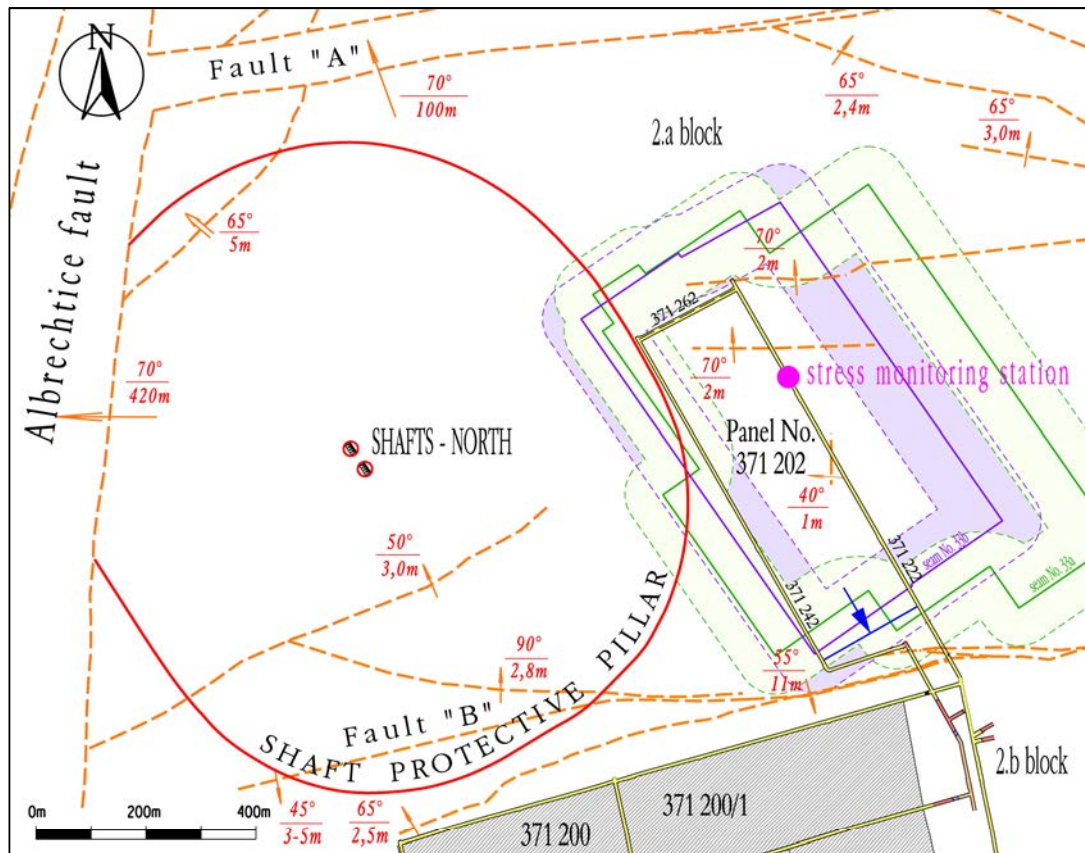 N
Fault "A"
70°
100m
65°
2,4m
65°
3,0m
2.a block
Albrechtice fault
65°
5m
70°
2m
371 262
70°
2m
stress monitoring station
70°
420m
SHAFTS - NORTH
Panel No.
371 202
40°
1m
50°
3,0m
371 222
seam No. 33b
seam No. 33a
371 242
90°
2,8m
55°
11m
Fault "B"
SHAFT PROTECTIVE PILLAR
2.b block
45°
3-5m
65°
2,5m
371 200/1
371 200
0m
200m
400m